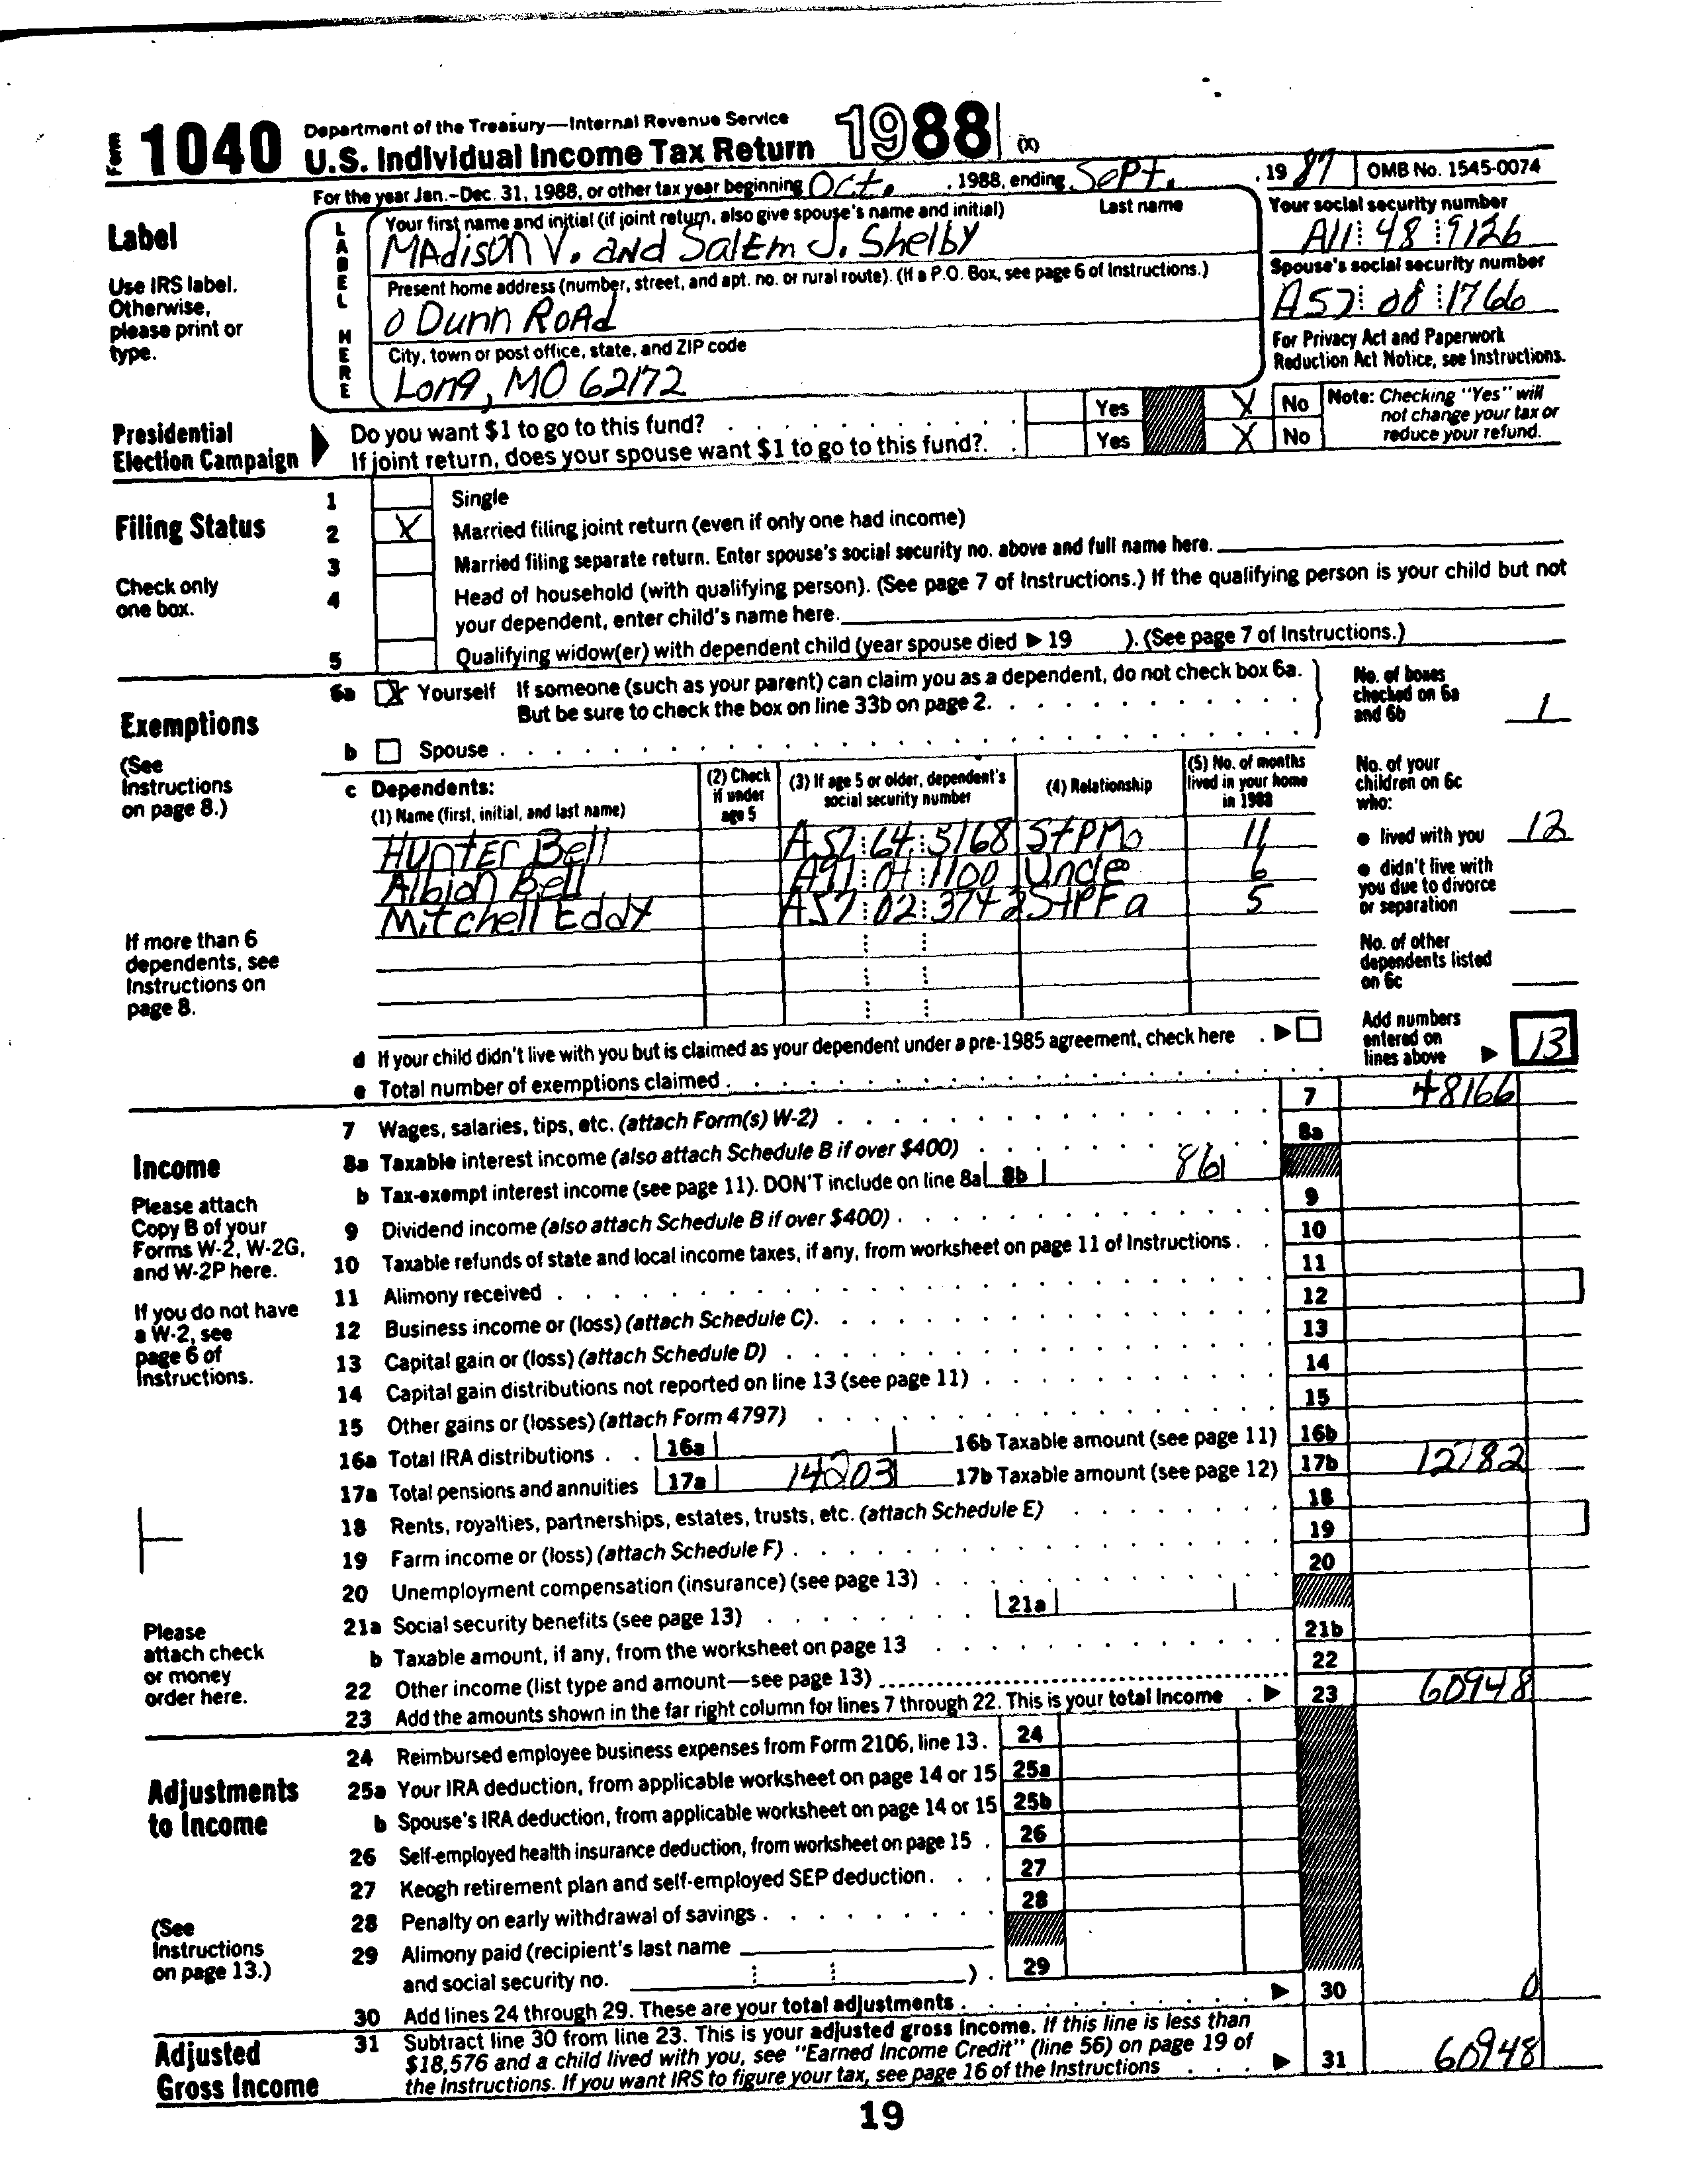 Form 1040 Department of the Treasury—Internal Revenue Service
U.S. Individual Income Tax Return 1988 (X)
For the year Jan.–Dec. 31, 1988, or other tax year beginning Oct. , 1988, ending Sept. , 19 87 OMB No. 1545-0074
Label
Use IRS label. Otherwise, please print or type.
LABEL HERE
Your first name and initial (if joint return, also give spouse's name and initial) Last name
MAdison V. and SalEm J. Shelby
Your social security number
A11 48 9126
Present home address (number, street, and apt. no. or rural route). (If a P.O. Box, see page 6 of Instructions.)
0 Dunn ROAd
Spouse's social security number
A57 08 1766
City, town or post office, state, and ZIP code
Long, MO 62172
For Privacy Act and Paperwork Reduction Act Notice, see Instructions.
Presidential Election Campaign
Do you want $1 to go to this fund? Yes X No
If joint return, does your spouse want $1 to go to this fund?. Yes X No
Note: Checking "Yes" will not change your tax or reduce your refund.
Filing Status
Check only one box.
1 Single
2 X Married filing joint return (even if only one had income)
3 Married filing separate return. Enter spouse's social security no. above and full name here.
4 Head of household (with qualifying person). (See page 7 of Instructions.) If the qualifying person is your child but not
your dependent, enter child's name here.
5 Qualifying widow(er) with dependent child (year spouse died ▶ 19 ). (See page 7 of Instructions.)
Exemptions
(See Instructions on page 8.)
6a X Yourself If someone (such as your parent) can claim you as a dependent, do not check box 6a.
But be sure to check the box on line 33b on page 2.
b Spouse
No. of boxes checked on 6a and 6b 1
c Dependents:
(1) Name (first, initial, and last name)
(2) Check if under age 5
(3) If age 5 or older, dependent's social security number
(4) Relationship
(5) No. of months lived in your home in 1988
Hunter Bell A57 64 5168 StPMo 11
Albion Bell A91 01 1100 Uncle 6
Mitchell Eddy A57 02 3742 StPFa 5
If more than 6 dependents, see Instructions on page 8.
No. of your children on 6c who:
• lived with you 12
• didn't live with you due to divorce or separation
No. of other dependents listed on 6c
d If your child didn't live with you but is claimed as your dependent under a pre-1985 agreement, check here ▶
e Total number of exemptions claimed
Add numbers entered on lines above ▶ 13
Income
Please attach Copy B of your Forms W-2, W-2G, and W-2P here.
If you do not have a W-2, see page 6 of Instructions.
7 Wages, salaries, tips, etc. (attach Form(s) W-2) 7 48166
8a Taxable interest income (also attach Schedule B if over $400) 8a
b Tax-exempt interest income (see page 11). DON'T include on line 8a 8b 861
9 Dividend income (also attach Schedule B if over $400) 9
10 Taxable refunds of state and local income taxes, if any, from worksheet on page 11 of Instructions 10
11 Alimony received 11
12 Business income or (loss) (attach Schedule C) 12
13 Capital gain or (loss) (attach Schedule D) 13
14 Capital gain distributions not reported on line 13 (see page 11) 14
15 Other gains or (losses) (attach Form 4797) 15
16a Total IRA distributions 16a 16b Taxable amount (see page 11) 16b
17a Total pensions and annuities 17a 14203 17b Taxable amount (see page 12) 17b 12782
18 Rents, royalties, partnerships, estates, trusts, etc. (attach Schedule E) 18
19 Farm income or (loss) (attach Schedule F) 19
20 Unemployment compensation (insurance) (see page 13) 20
21a Social security benefits (see page 13) 21a
b Taxable amount, if any, from the worksheet on page 13 21b
22 Other income (list type and amount—see page 13) 22
23 Add the amounts shown in the far right column for lines 7 through 22. This is your total income ▶ 23 60948
Please attach check or money order here.
Adjustments to Income
(See Instructions on page 13.)
24 Reimbursed employee business expenses from Form 2106, line 13. 24
25a Your IRA deduction, from applicable worksheet on page 14 or 15 25a
b Spouse's IRA deduction, from applicable worksheet on page 14 or 15 25b
26 Self-employed health insurance deduction, from worksheet on page 15 26
27 Keogh retirement plan and self-employed SEP deduction 27
28 Penalty on early withdrawal of savings 28
29 Alimony paid (recipient's last name
and social security no. ) 29
30 Add lines 24 through 29. These are your total adjustments ▶ 30 0
Adjusted Gross Income
31 Subtract line 30 from line 23. This is your adjusted gross income. If this line is less than
$18,576 and a child lived with you, see "Earned Income Credit" (line 56) on page 19 of
the Instructions. If you want IRS to figure your tax, see page 16 of the Instructions ▶ 31 60948
19